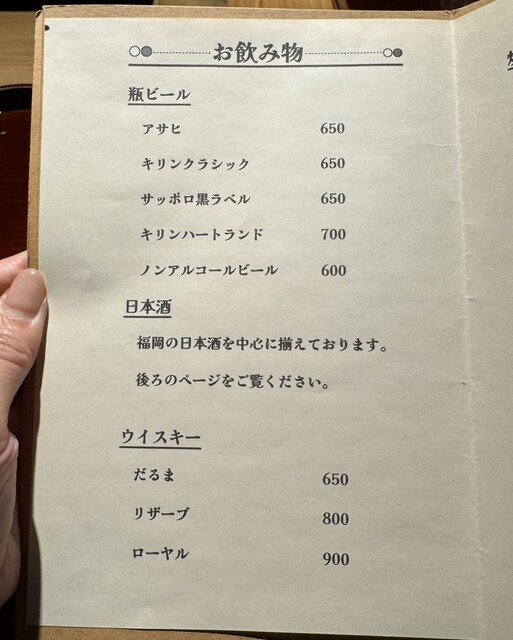 お飲み物
瓶ビール
アサヒ 650
キリンクラシック 650
サッポロ黒ラベル 650
キリンハートランド 700
ノンアルコールビール 600
日本酒
福岡の日本酒を中心に揃えております。
後ろのページをご覧ください。
ウイスキー
だるま 650
リザーブ 800
ローヤル 900